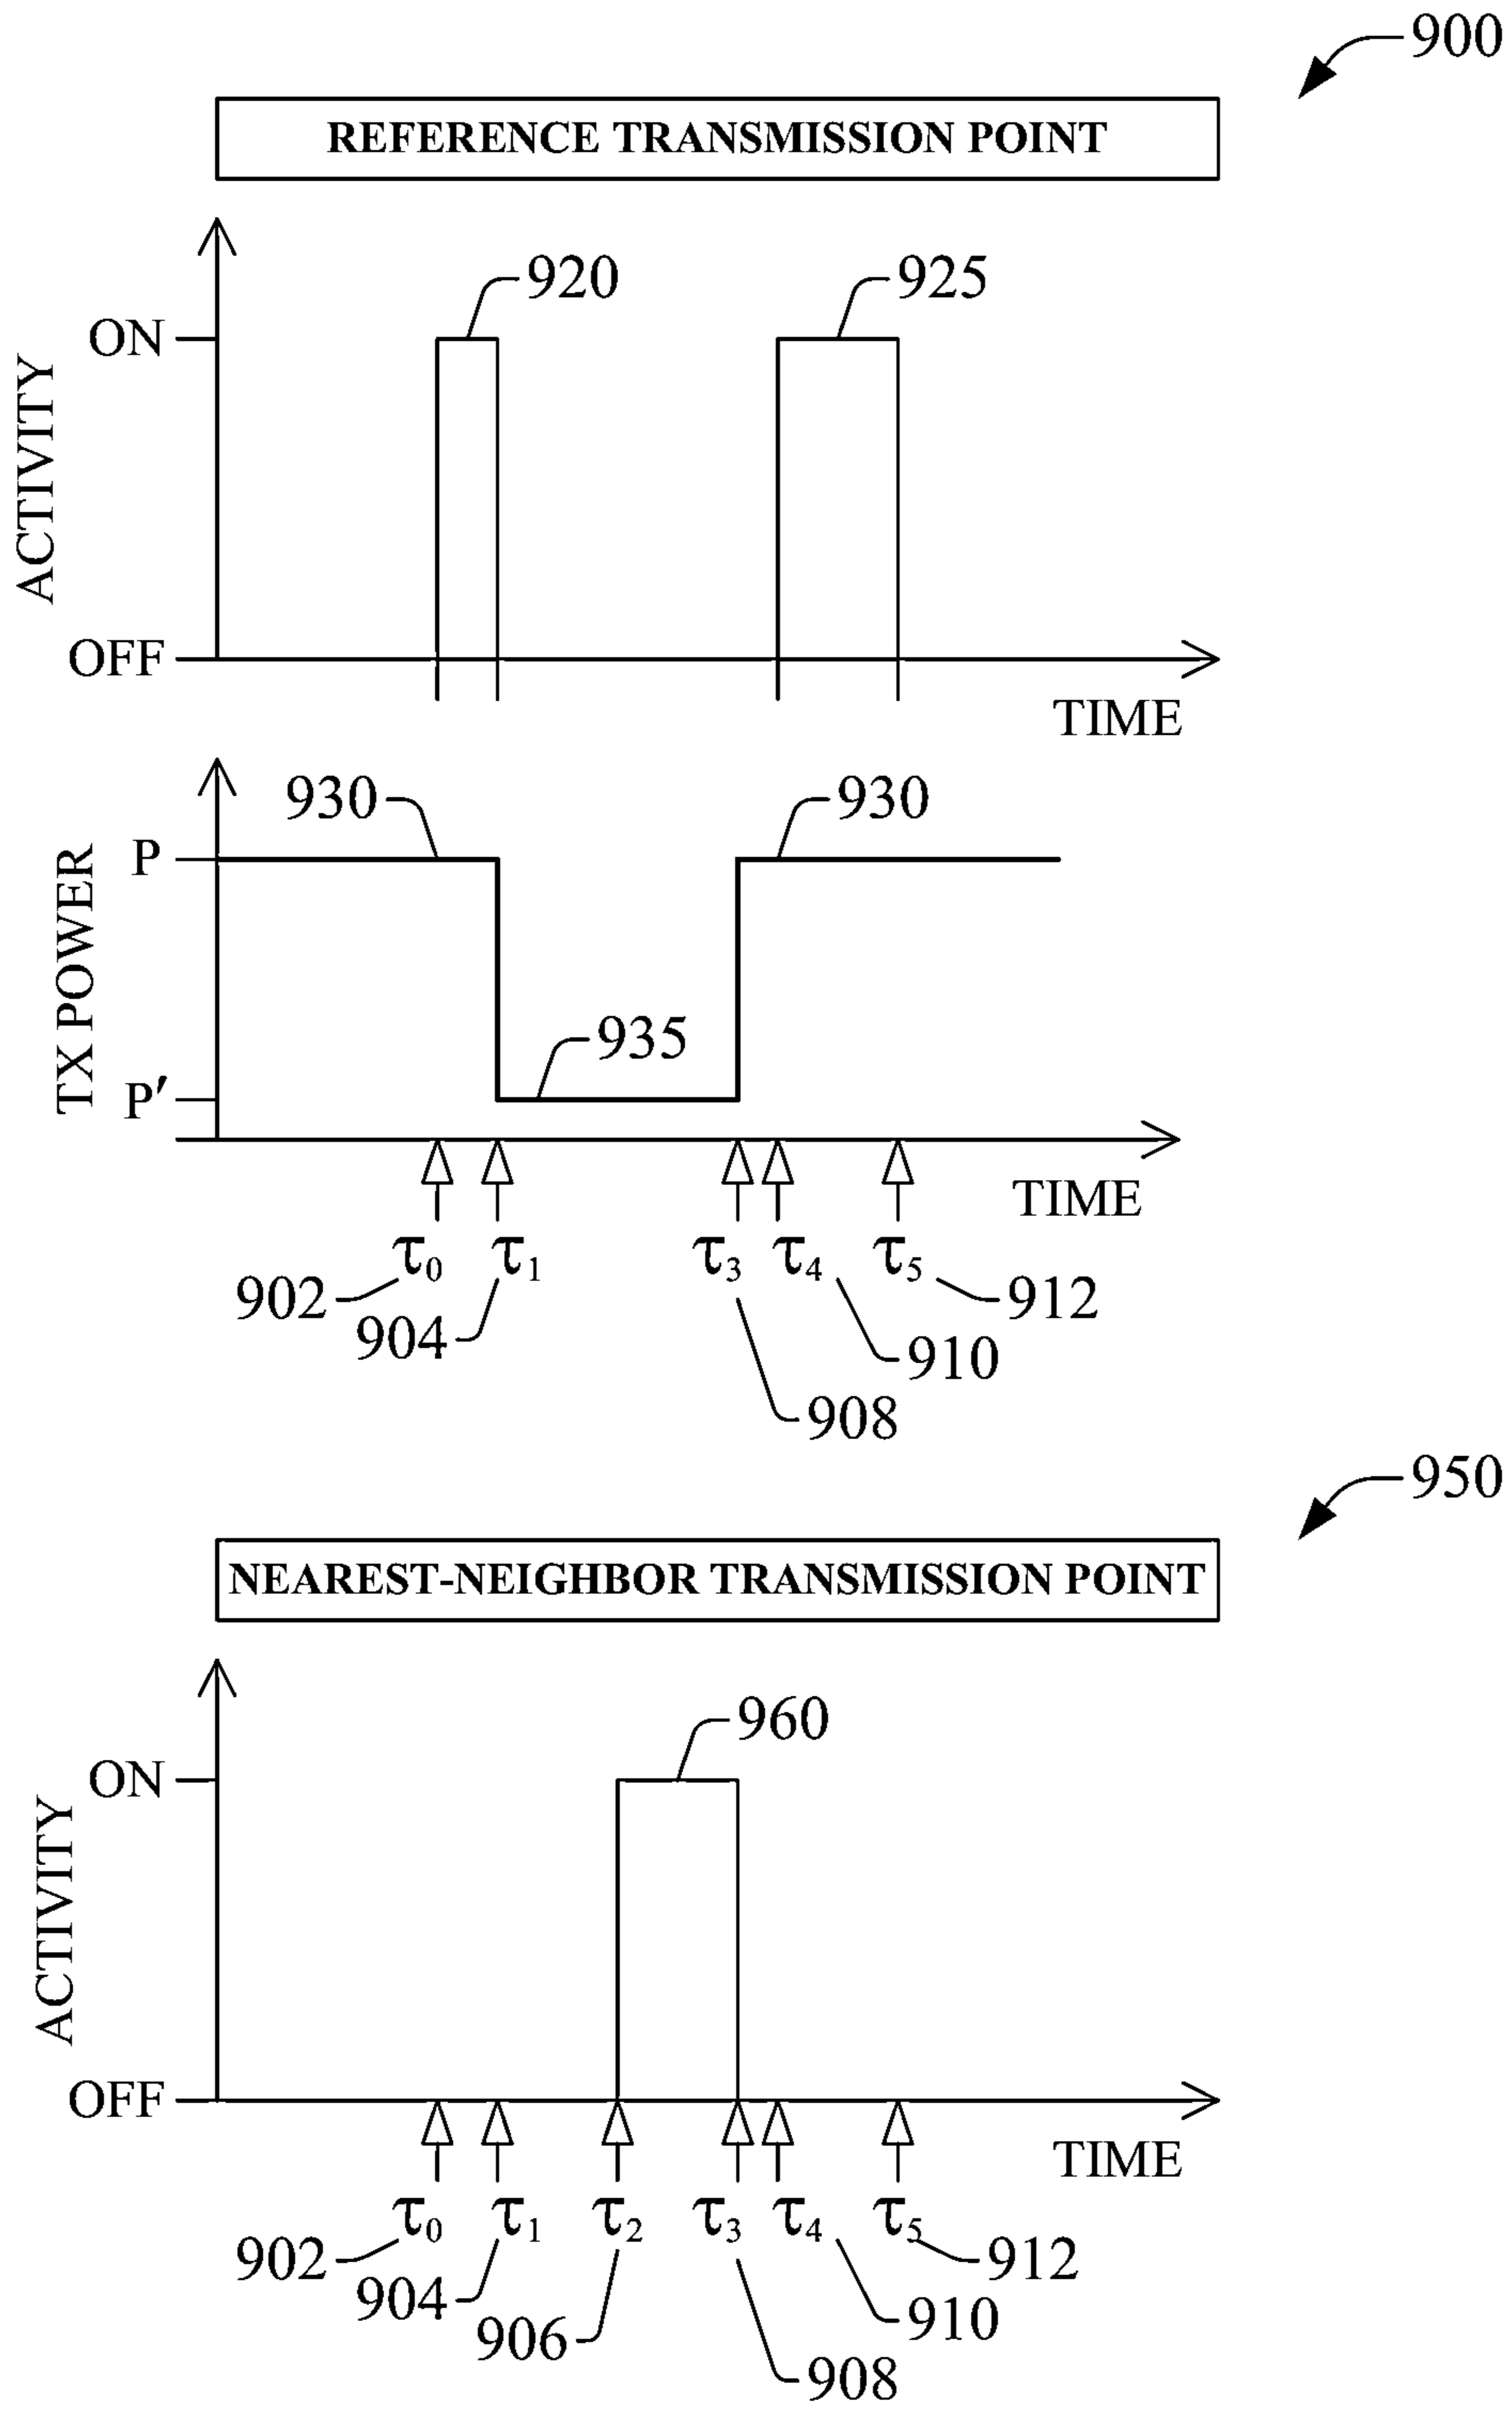 900
REFERENCE TRANSMISSION POINT
920
925
ON
ACTIVITY
OFF
TIME
930
930
P
TX POWER
935
P′
TIME
τ0
τ1
τ3
τ4
τ5
902
912
904
910
908
950
NEAREST-NEIGHBOR TRANSMISSION POINT
960
ON
ACTIVITY
OFF
TIME
τ0
τ1
τ2
τ3
τ4
τ5
902
912
904
910
906
908